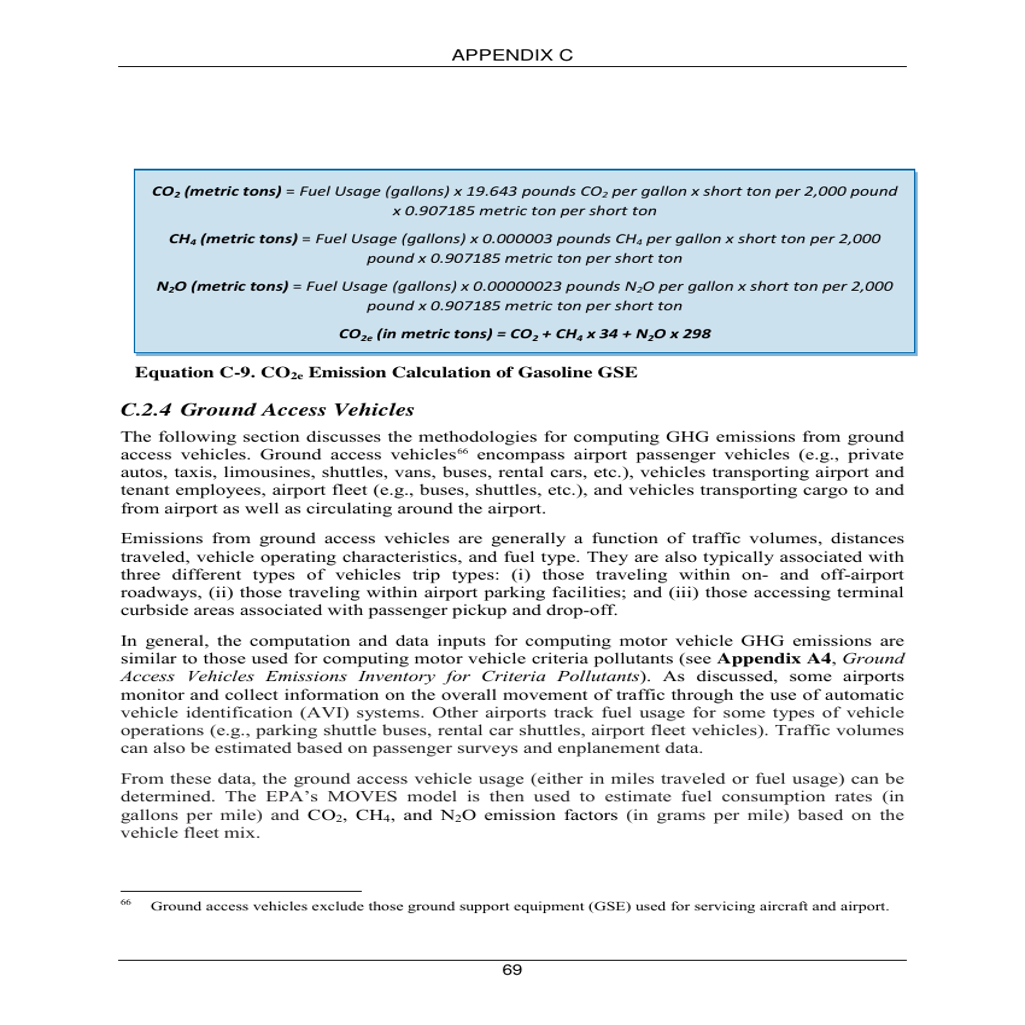 APPENDIX C
CO₂ (metric tons) = Fuel Usage (gallons) x 19.643 pounds CO₂ per gallon x short ton per 2,000 pound
x 0.907185 metric ton per short ton
CH₄ (metric tons) = Fuel Usage (gallons) x 0.000003 pounds CH₄ per gallon x short ton per 2,000
pound x 0.907185 metric ton per short ton
N₂O (metric tons) = Fuel Usage (gallons) x 0.00000023 pounds N₂O per gallon x short ton per 2,000
pound x 0.907185 metric ton per short ton
CO₂ₑ (in metric tons) = CO₂ + CH₄ x 34 + N₂O x 298
Equation C-9. CO₂ₑ Emission Calculation of Gasoline GSE
C.2.4 Ground Access Vehicles
The following section discusses the methodologies for computing GHG emissions from ground
access vehicles. Ground access vehicles⁶⁶ encompass airport passenger vehicles (e.g., private
autos, taxis, limousines, shuttles, vans, buses, rental cars, etc.), vehicles transporting airport and
tenant employees, airport fleet (e.g., buses, shuttles, etc.), and vehicles transporting cargo to and
from airport as well as circulating around the airport.
Emissions from ground access vehicles are generally a function of traffic volumes, distances
traveled, vehicle operating characteristics, and fuel type. They are also typically associated with
three different types of vehicles trip types: (i) those traveling within on- and off-airport
roadways, (ii) those traveling within airport parking facilities; and (iii) those accessing terminal
curbside areas associated with passenger pickup and drop-off.
In general, the computation and data inputs for computing motor vehicle GHG emissions are
similar to those used for computing motor vehicle criteria pollutants (see Appendix A4, Ground
Access Vehicles Emissions Inventory for Criteria Pollutants). As discussed, some airports
monitor and collect information on the overall movement of traffic through the use of automatic
vehicle identification (AVI) systems. Other airports track fuel usage for some types of vehicle
operations (e.g., parking shuttle buses, rental car shuttles, airport fleet vehicles). Traffic volumes
can also be estimated based on passenger surveys and enplanement data.
From these data, the ground access vehicle usage (either in miles traveled or fuel usage) can be
determined. The EPA's MOVES model is then used to estimate fuel consumption rates (in
gallons per mile) and CO₂, CH₄, and N₂O emission factors (in grams per mile) based on the
vehicle fleet mix.
⁶⁶ Ground access vehicles exclude those ground support equipment (GSE) used for servicing aircraft and airport.
69